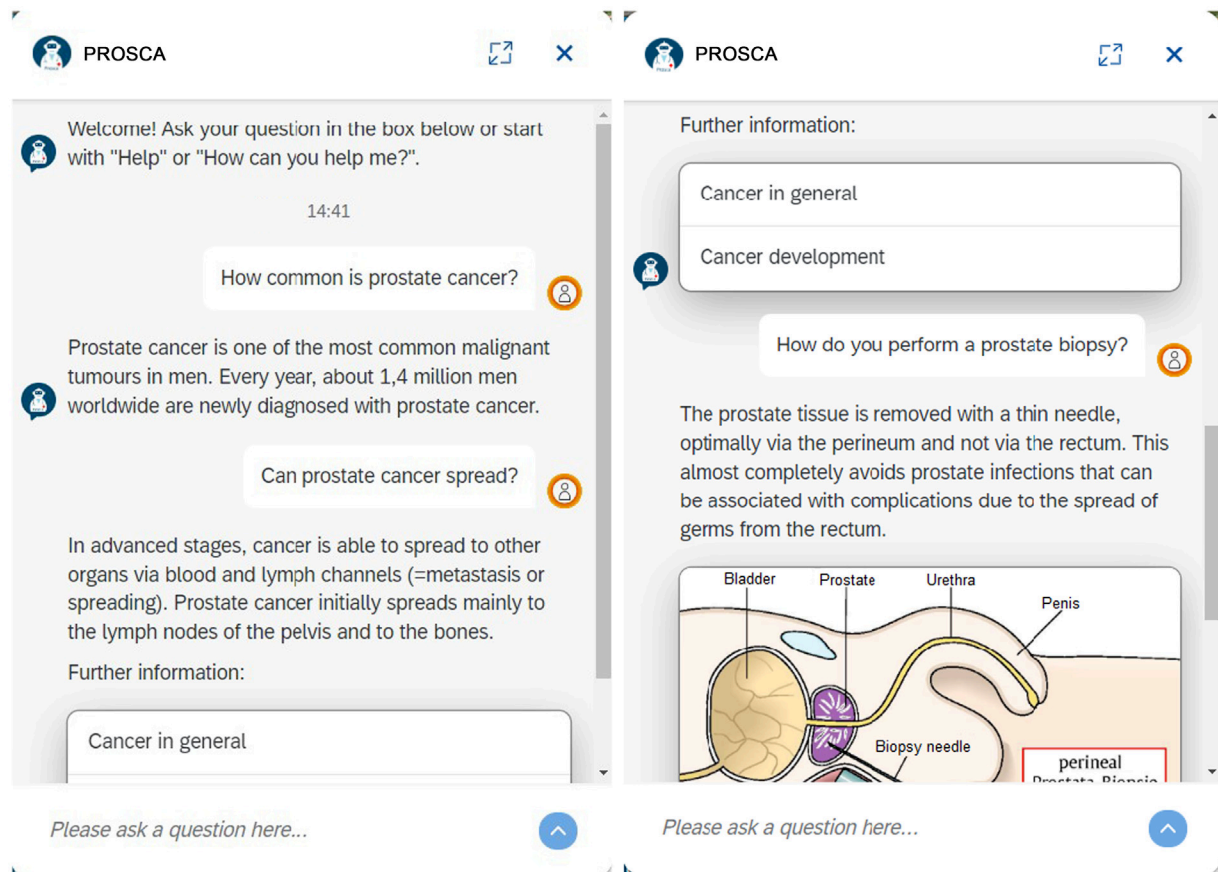 PROSCA
Welcome! Ask your question in the box below or start
with "Help" or "How can you help me?".
14:41
How common is prostate cancer?
Prostate cancer is one of the most common malignant
tumours in men. Every year, about 1,4 million men
worldwide are newly diagnosed with prostate cancer.
Can prostate cancer spread?
In advanced stages, cancer is able to spread to other
organs via blood and lymph channels (=metastasis or
spreading). Prostate cancer initially spreads mainly to
the lymph nodes of the pelvis and to the bones.
Further information:
Cancer in general
Please ask a question here...
PROSCA
Further information:
Cancer in general
Cancer development
How do you perform a prostate biopsy?
The prostate tissue is removed with a thin needle,
optimally via the perineum and not via the rectum. This
almost completely avoids prostate infections that can
be associated with complications due to the spread of
germs from the rectum.
Bladder Prostate Urethra
Penis
Biopsy needle
perineal
Prostata-Biopsie
Please ask a question here...